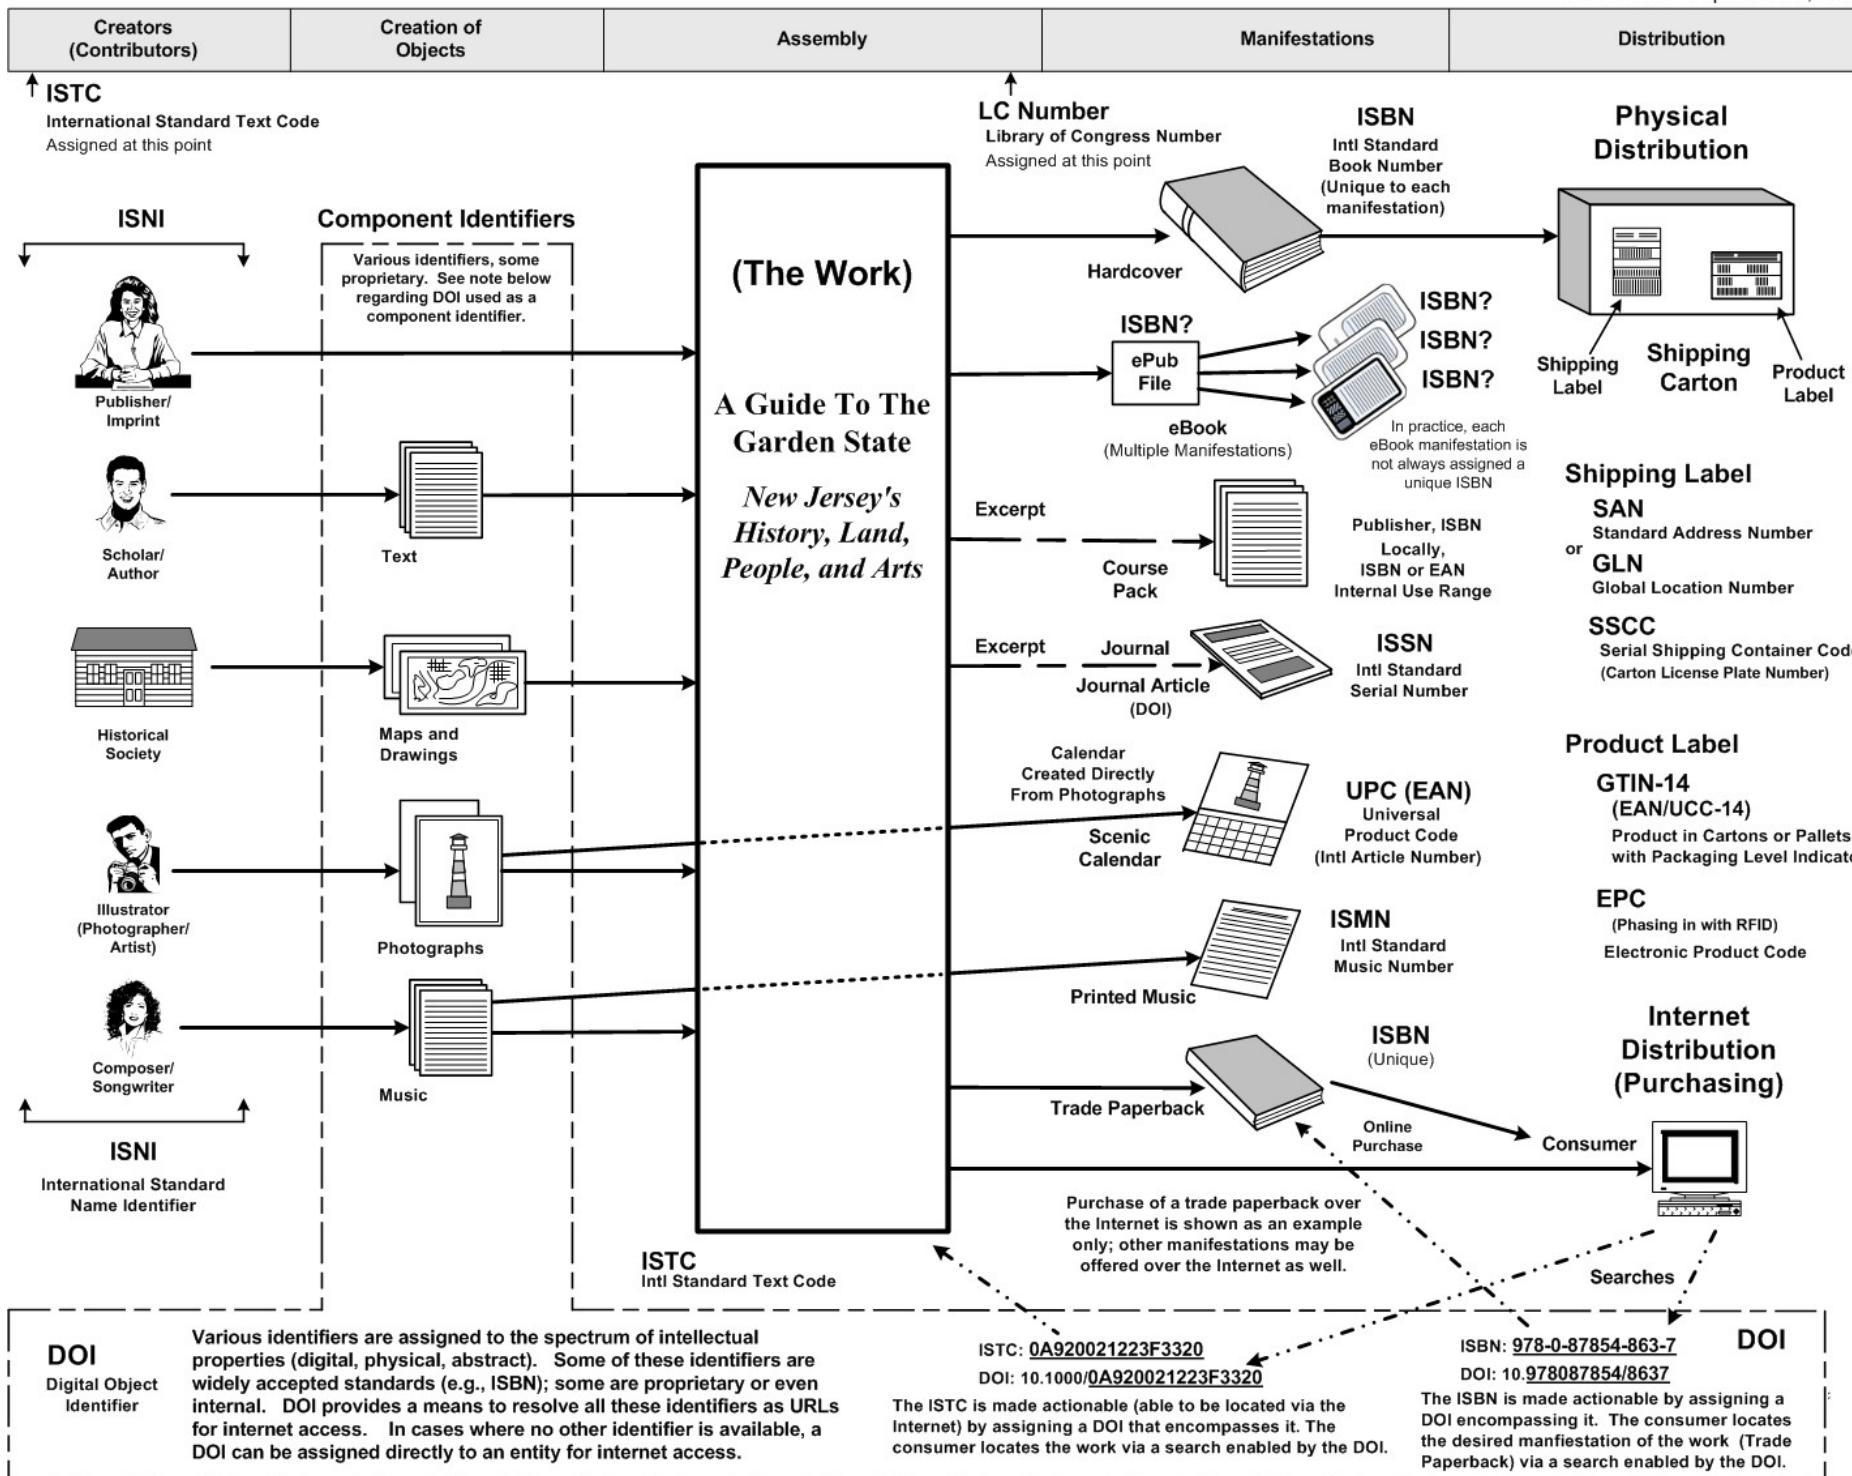 Creators
(Contributors)
Creation of
Objects
Assembly
Manifestations
Distribution
ISTC
International Standard Text Code
Assigned at this point
LC Number
Library of Congress Number
Assigned at this point
ISBN
Intl Standard
Book Number
(Unique to each
manifestation)
Physical
Distribution
ISNI
Component Identifiers
Various identifiers, some
proprietary. See note below
regarding DOI used as a
component identifier.
Publisher/
Imprint
Scholar/
Author
Text
Historical
Society
Maps and
Drawings
Illustrator
(Photographer/
Artist)
Photographs
Composer/
Songwriter
Music
ISNI
International Standard
Name Identifier
(The Work)
A Guide To The
Garden State
New Jersey's
History, Land,
People, and Arts
ISTC
Intl Standard Text Code
Hardcover
ISBN?
ePub
File
eBook
(Multiple Manifestations)
ISBN?
ISBN?
ISBN?
In practice, each
eBook manifestation is
not always assigned a
unique ISBN
Excerpt
Course
Pack
Publisher, ISBN
Locally,
ISBN or EAN
Internal Use Range
Excerpt
Journal
Journal Article
(DOI)
ISSN
Intl Standard
Serial Number
Calendar
Created Directly
From Photographs
Scenic
Calendar
UPC (EAN)
Universal
Product Code
(Intl Article Number)
Printed Music
ISMN
Intl Standard
Music Number
Trade Paperback
ISBN
(Unique)
Online
Purchase
Purchase of a trade paperback over
the Internet is shown as an example
only; other manifestations may be
offered over the Internet as well.
Shipping
Label
Shipping
Carton
Product
Label
Shipping Label
SAN
Standard Address Number
or
GLN
Global Location Number
SSCC
Serial Shipping Container Cod
(Carton License Plate Number)
Product Label
GTIN-14
(EAN/UCC-14)
Product in Cartons or Pallets
with Packaging Level Indicat
EPC
(Phasing in with RFID)
Electronic Product Code
Internet
Distribution
(Purchasing)
Consumer
Searches
DOI
Digital Object
Identifier
Various identifiers are assigned to the spectrum of intellectual
properties (digital, physical, abstract). Some of these identifiers are
widely accepted standards (e.g., ISBN); some are proprietary or even
internal. DOI provides a means to resolve all these identifiers as URLs
for internet access. In cases where no other identifier is available, a
DOI can be assigned directly to an entity for internet access.
ISTC: 0A920021223F3320
DOI: 10.1000/0A920021223F3320
The ISTC is made actionable (able to be located via the
Internet) by assigning a DOI that encompasses it. The
consumer locates the work via a search enabled by the DOI.
ISBN: 978-0-87854-863-7
DOI
DOI: 10.978087854/8637
The ISBN is made actionable by assigning a
DOI encompassing it. The consumer locates
the desired manfiestation of the work (Trade
Paperback) via a search enabled by the DOI.